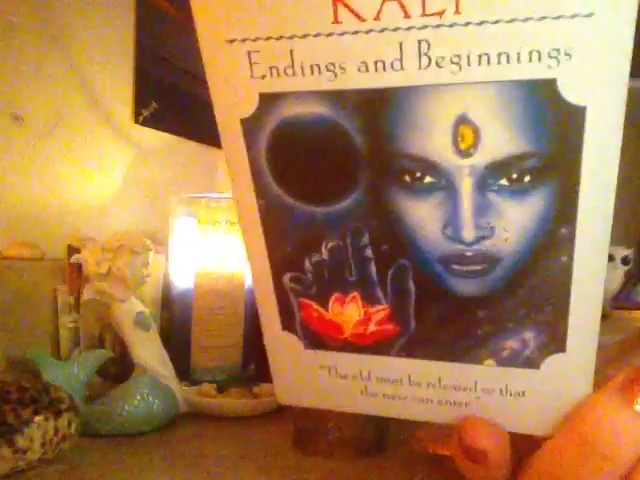 KALI
Endings and Beginnings
"The old must be released so that
the new can enter."